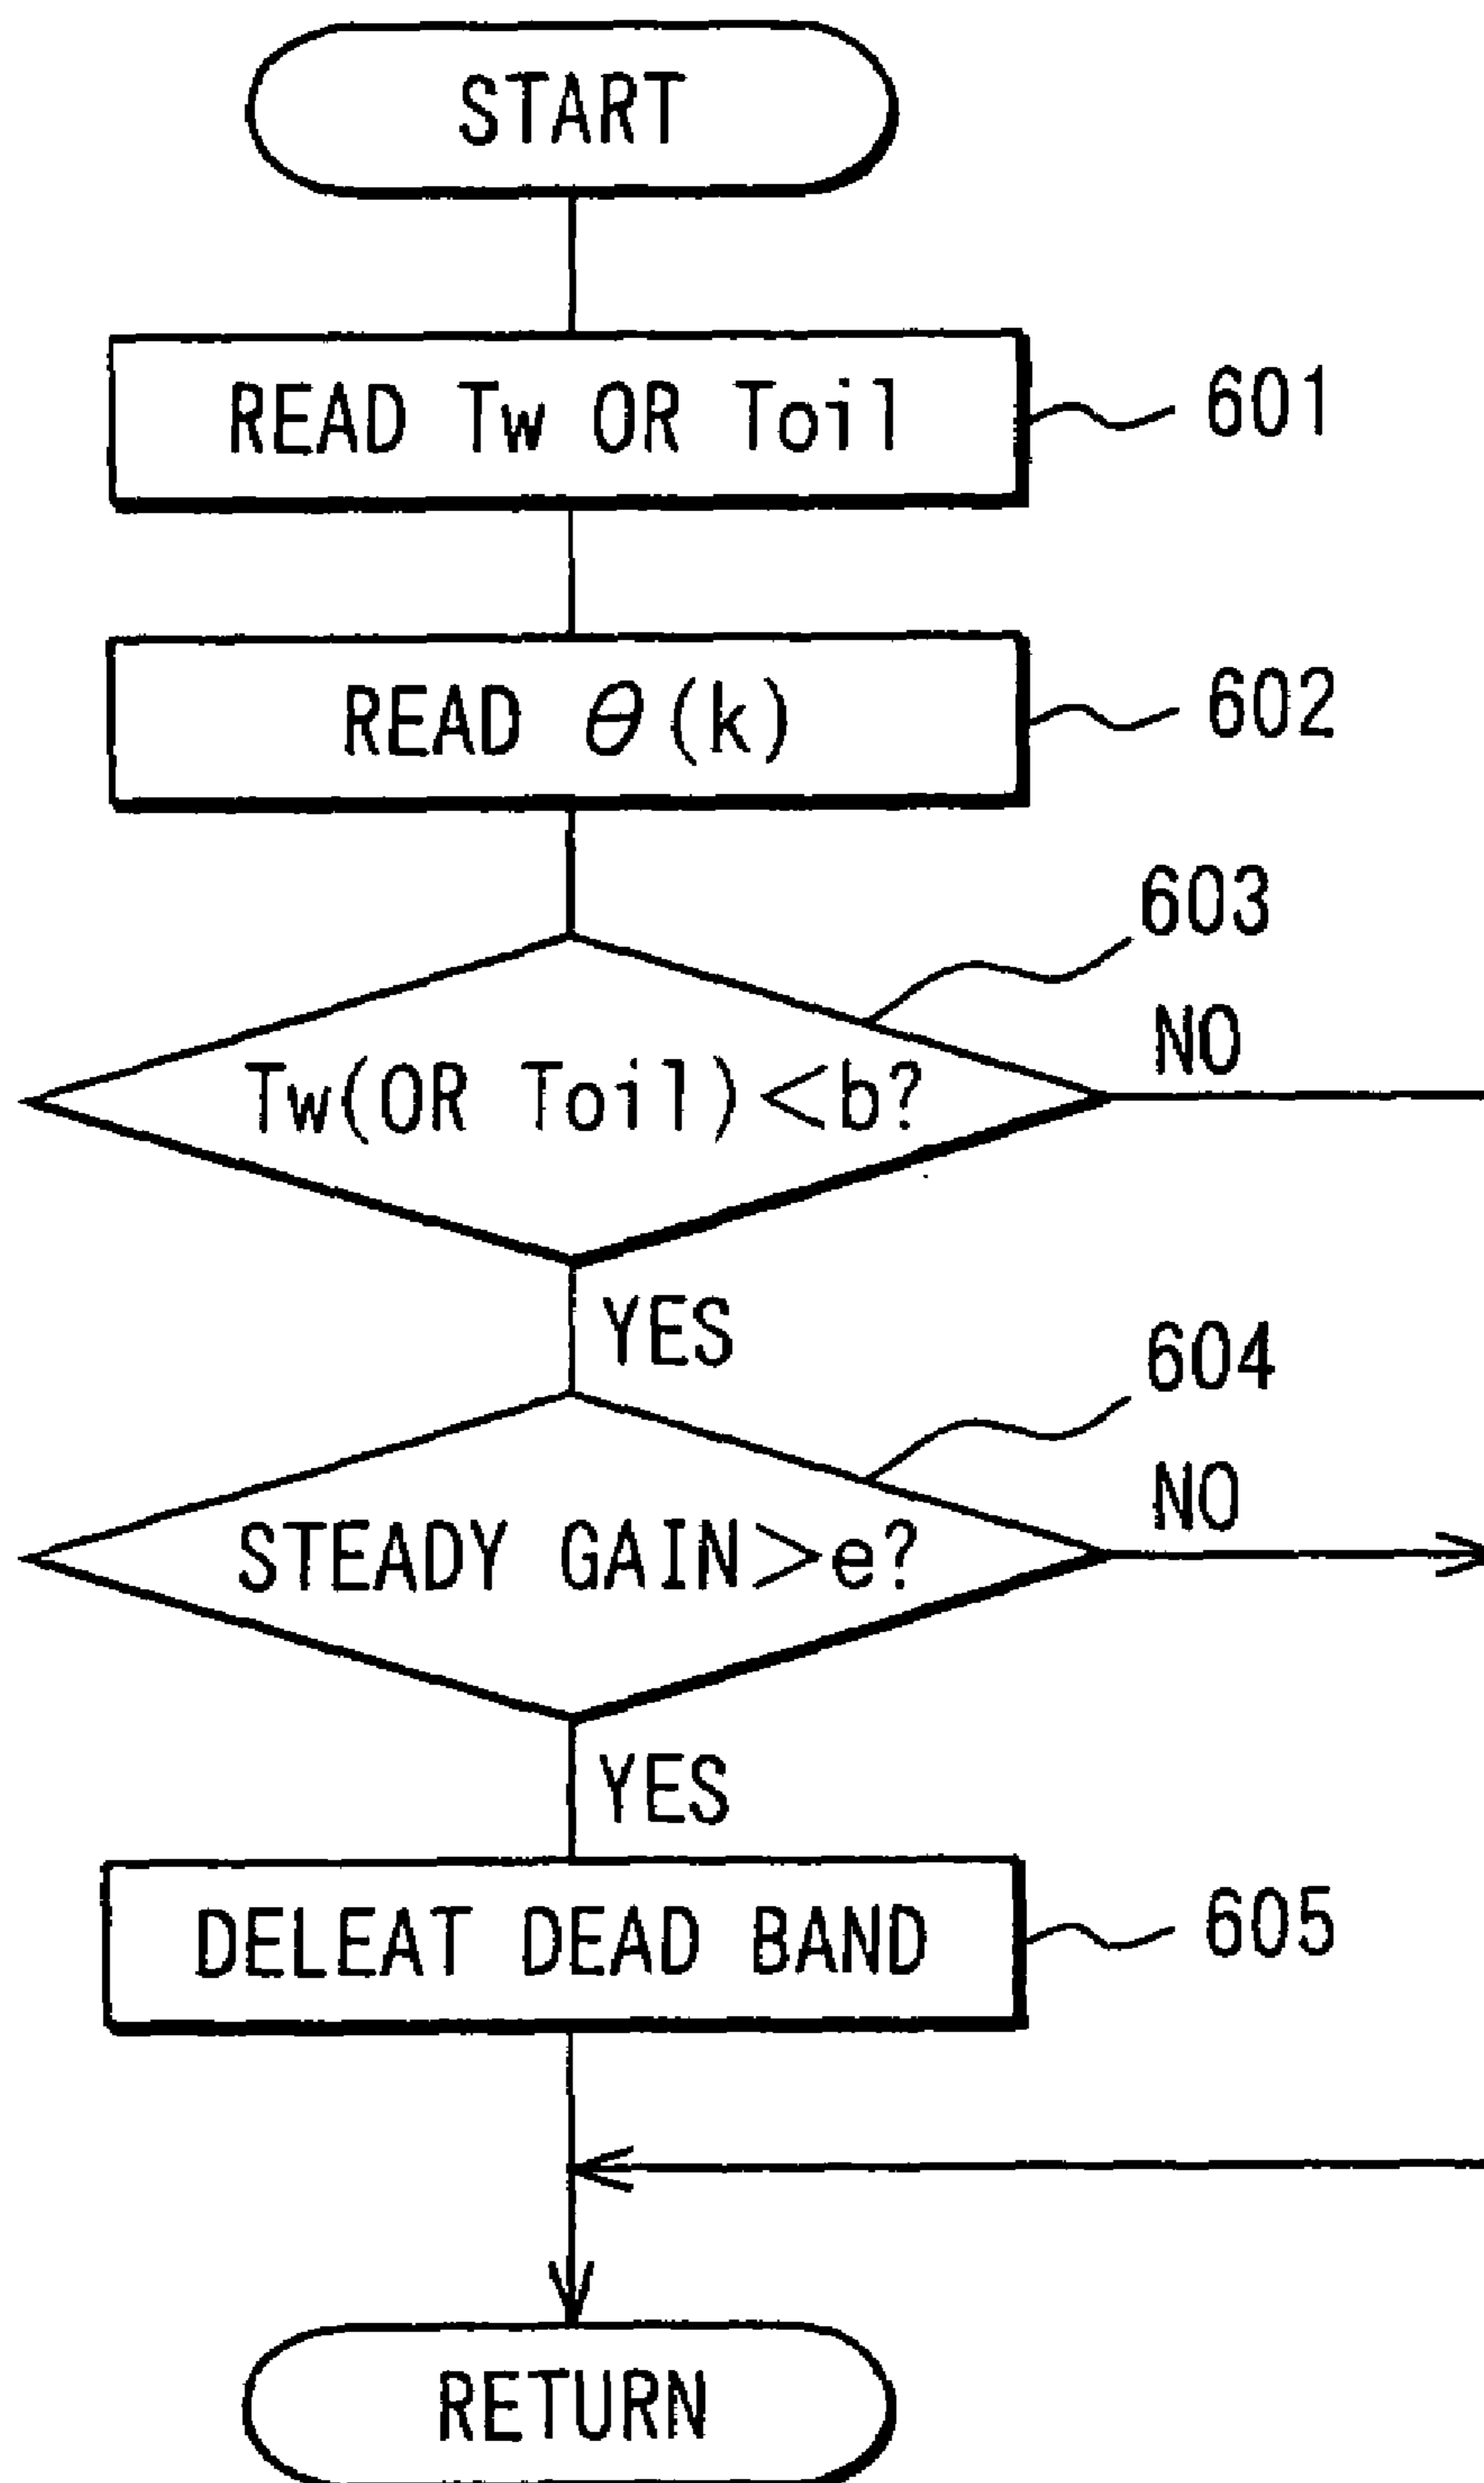 START
READ Tw OR Toil
601
READ θ(k)
602
603
Tw(OR Toil)<b?
NO
YES
604
STEADY GAIN>e?
NO
YES
DELEAT DEAD BAND
605
RETURN